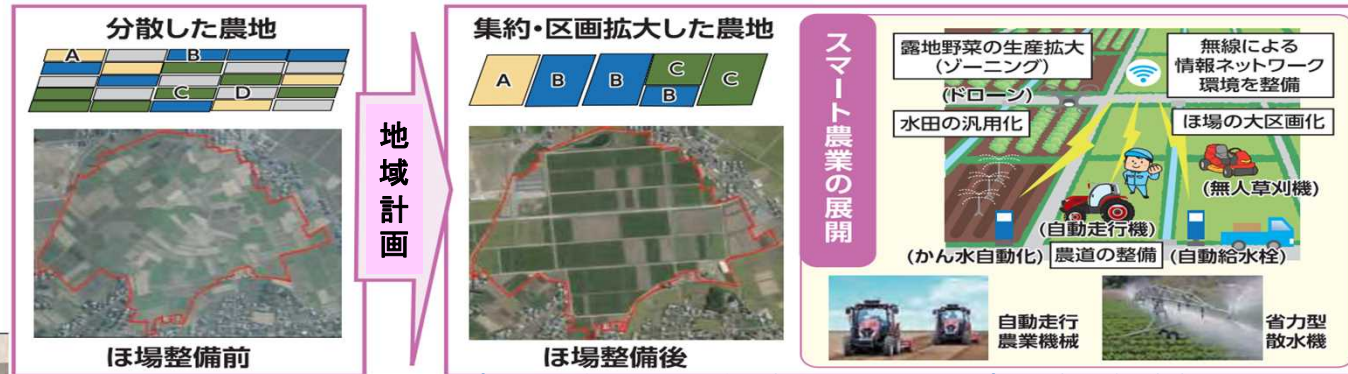 分散した農地
A
B
C
D
ほ場整備前
地域計画
集約・区画拡大した農地
A
B
B
C
B
C
ほ場整備後
スマート農業の展開
露地野菜の生産拡大
(ゾーニング)
無線による
情報ネットワーク
環境を整備
(ドローン)
水田の汎用化
ほ場の大区画化
(無人草刈機)
(自動走行機)
(かん水自動化)
農道の整備
(自動給水栓)
自動走行
農業機械
省力型
散水機